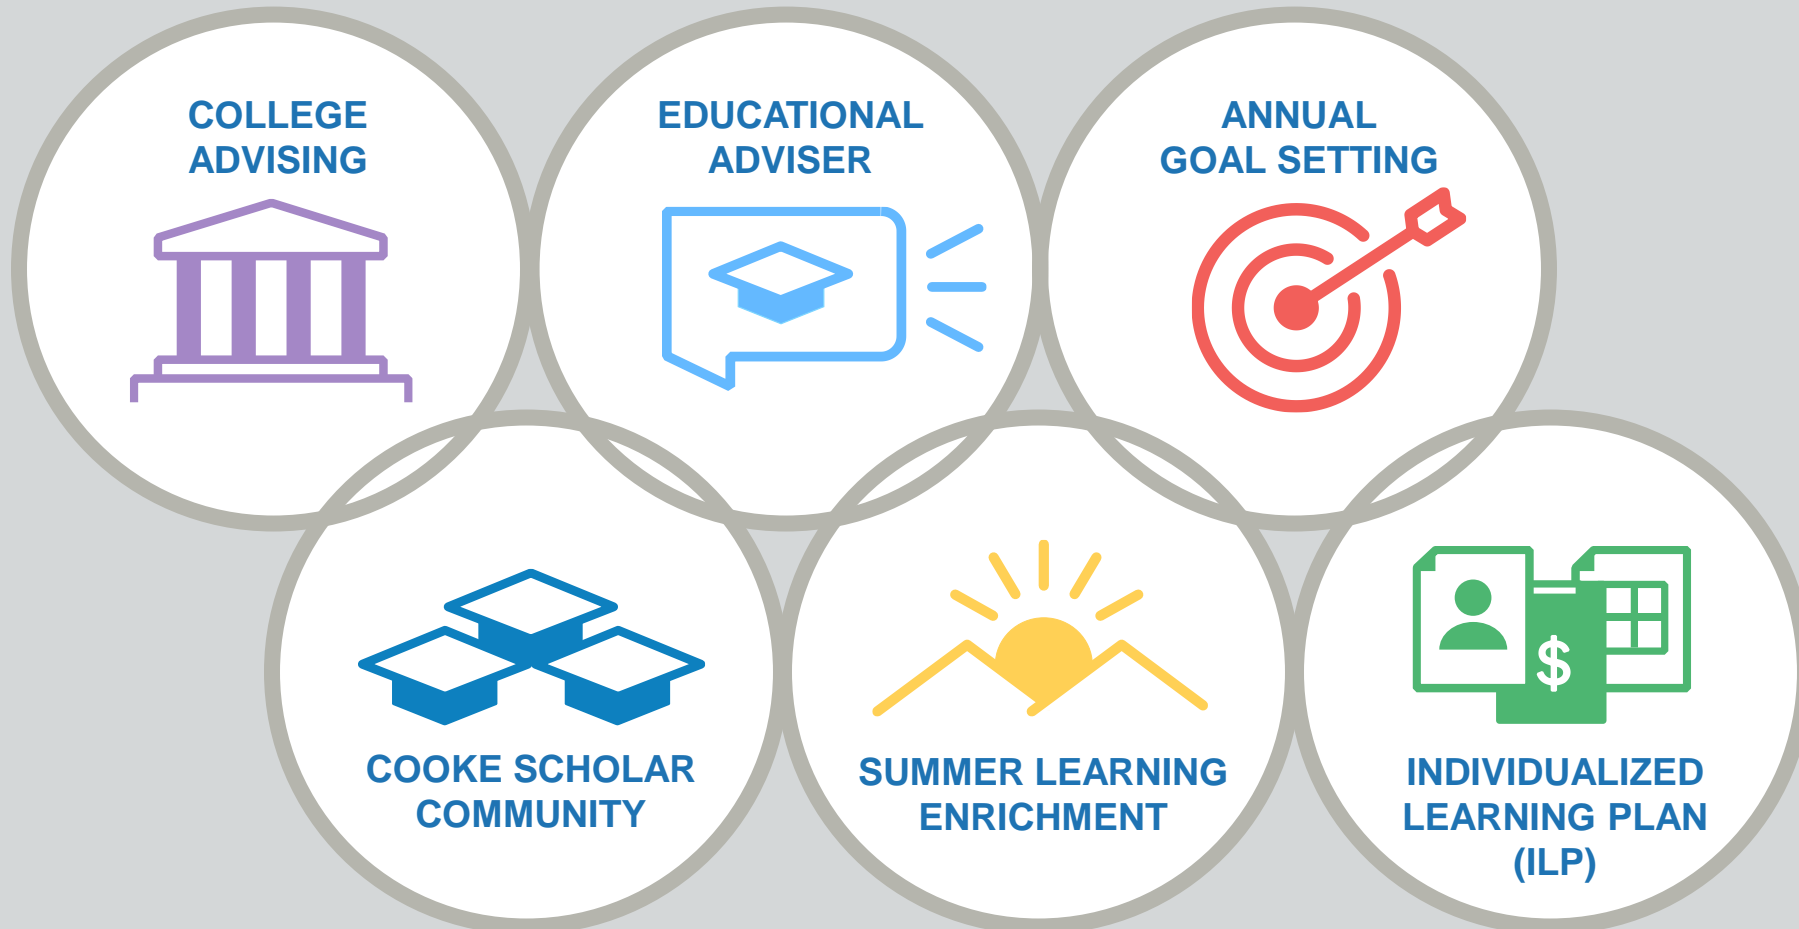 COLLEGE
ADVISING
EDUCATIONAL
ADVISER
ANNUAL
GOAL SETTING
COOKE SCHOLAR
COMMUNITY
SUMMER LEARNING
ENRICHMENT
$
INDIVIDUALIZED
LEARNING PLAN
(ILP)